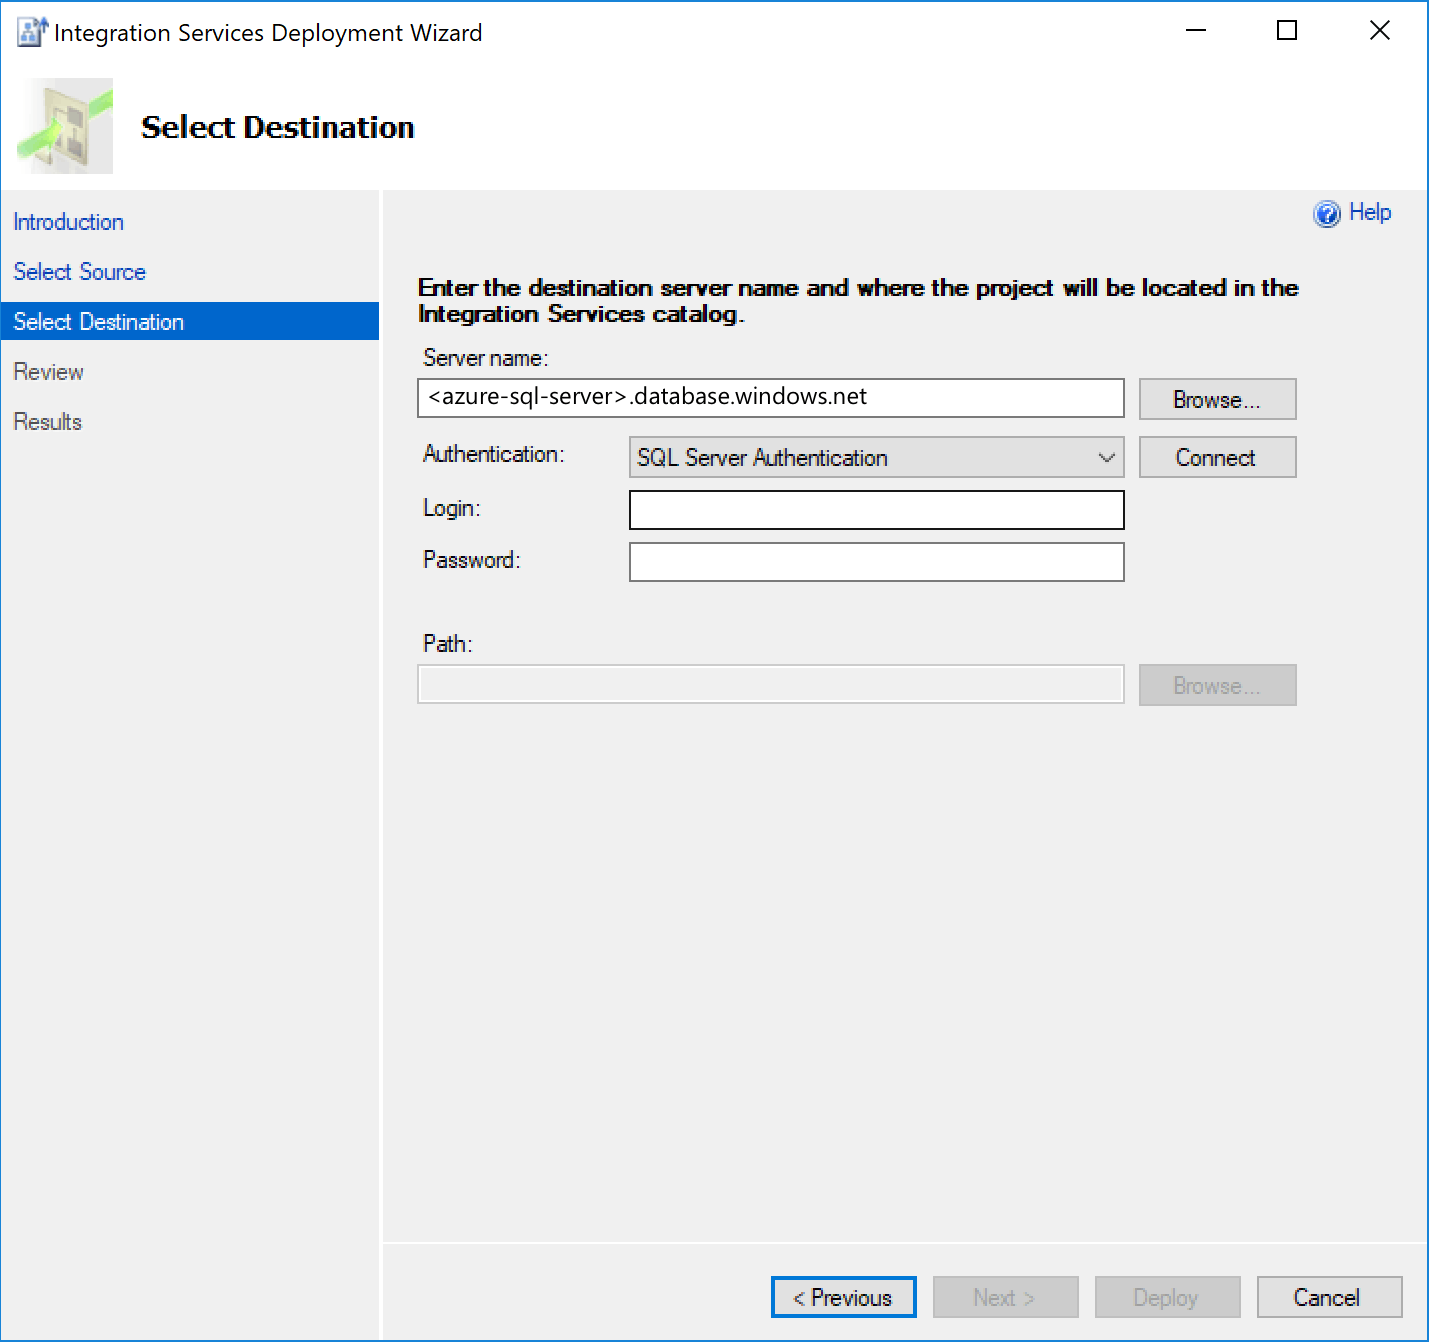 Integration Services Deployment Wizard
Select Destination
Introduction
Select Source
Select Destination
Review
Results
Help
Enter the destination server name and where the project will be located in the
Integration Services catalog.
Server name:
<azure-sql-server>.database.windows.net
Browse...
Authentication:
SQL Server Authentication
Connect
Login:
Password:
Path:
Browse...
< Previous
Next >
Deploy
Cancel